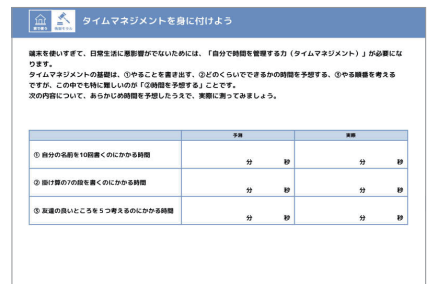 タイムマネジメントを身に付けよう
端末を使いすぎて、日常生活に悪影響がでないためには、「自分で時間を管理する力（タイムマネジメント）」が必要にな
ります。
タイムマネジメントの基礎は、①やることを書き出す、②どのくらいでできるかの時間を予想する、③やる順番を考える
ですが、この中でも特に難しいのが「②時間を予想する」ことです。
次の内容について、あらかじめ時間を予想したうえで、実際に測ってみましょう。
予測 実際
① 自分の名前を10回書くのにかかる時間 分 秒 分 秒
② 掛け算の7の段を書くのにかかる時間 分 秒 分 秒
③ 友達の良いところを５つ考えるのにかかる時間 分 秒 分 秒